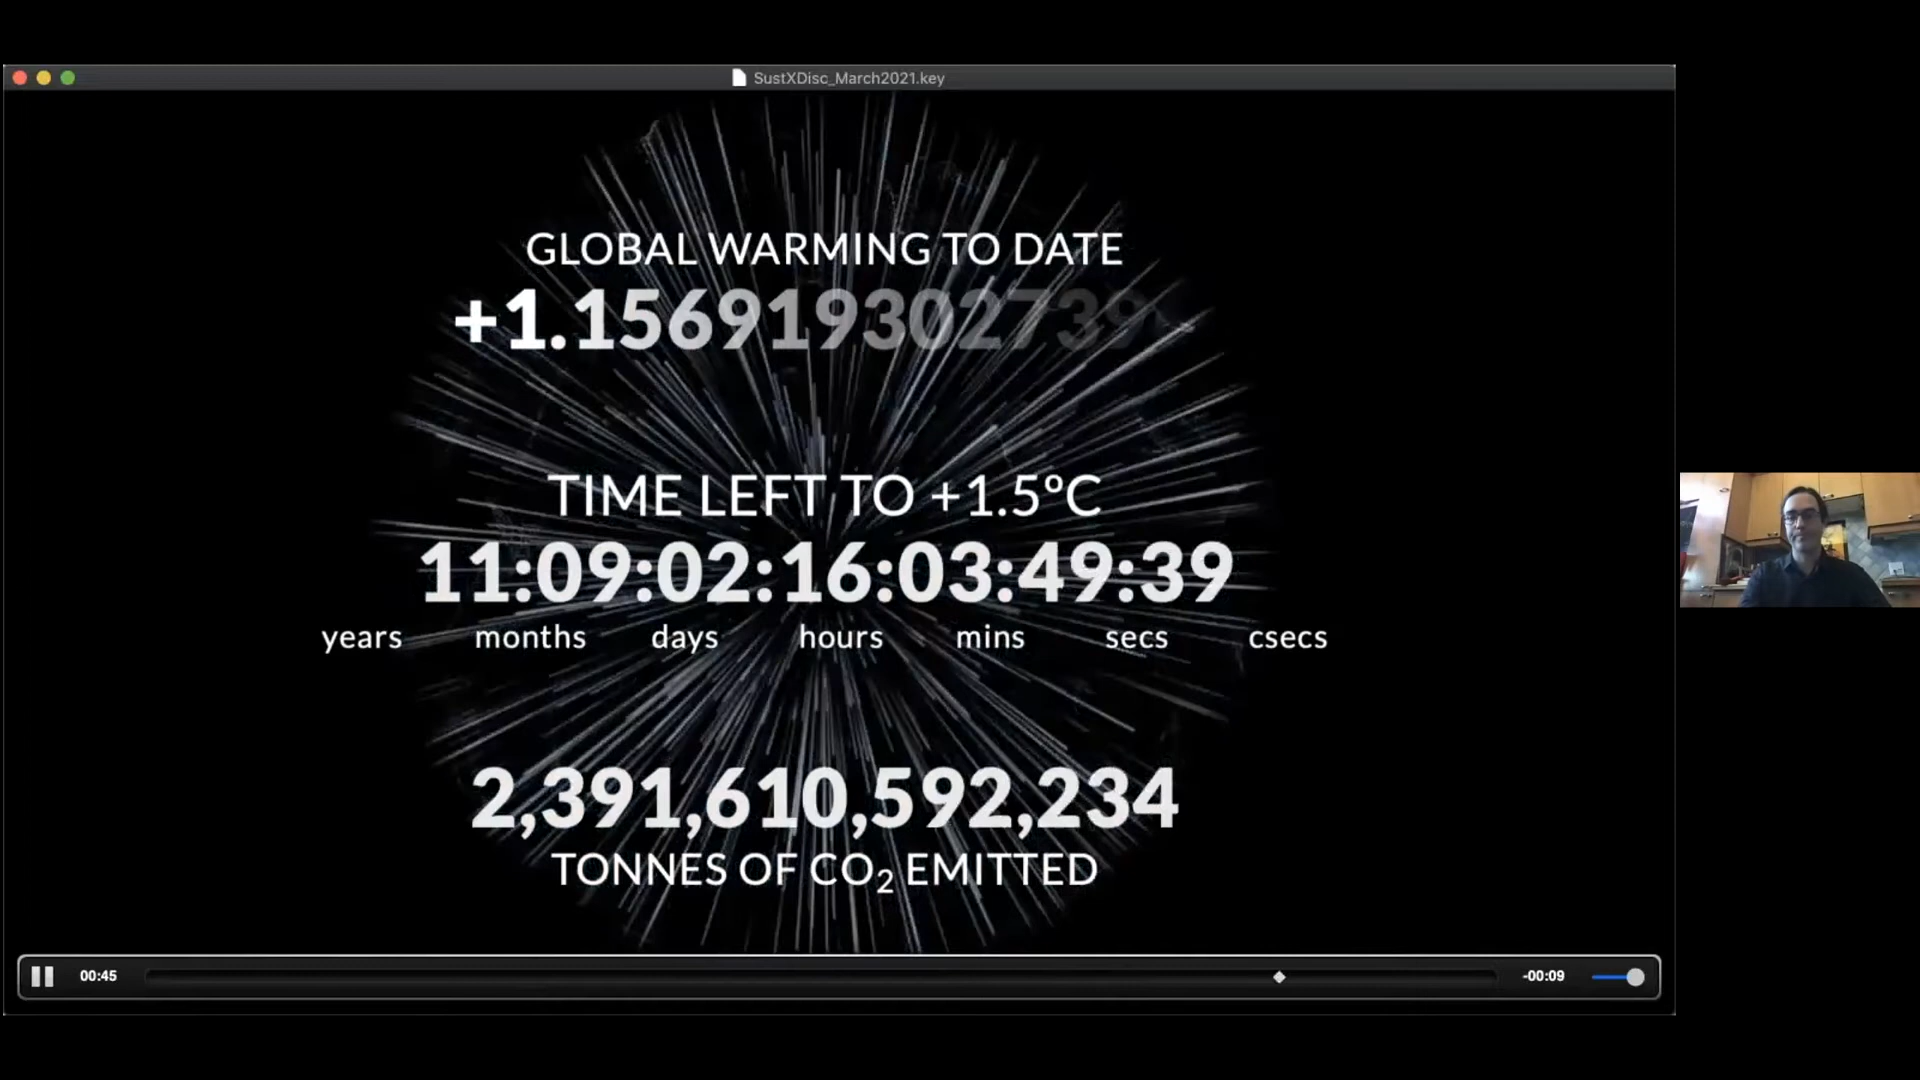 SustXDisc_March2021.key
GLOBAL WARMING TO DATE
+1.156919302739
TIME LEFT TO +1.5ºC
11:09:02:16:03:49:39
years months days hours mins secs csecs
2,391,610,592,234
TONNES OF CO₂ EMITTED
00:45 -00:09